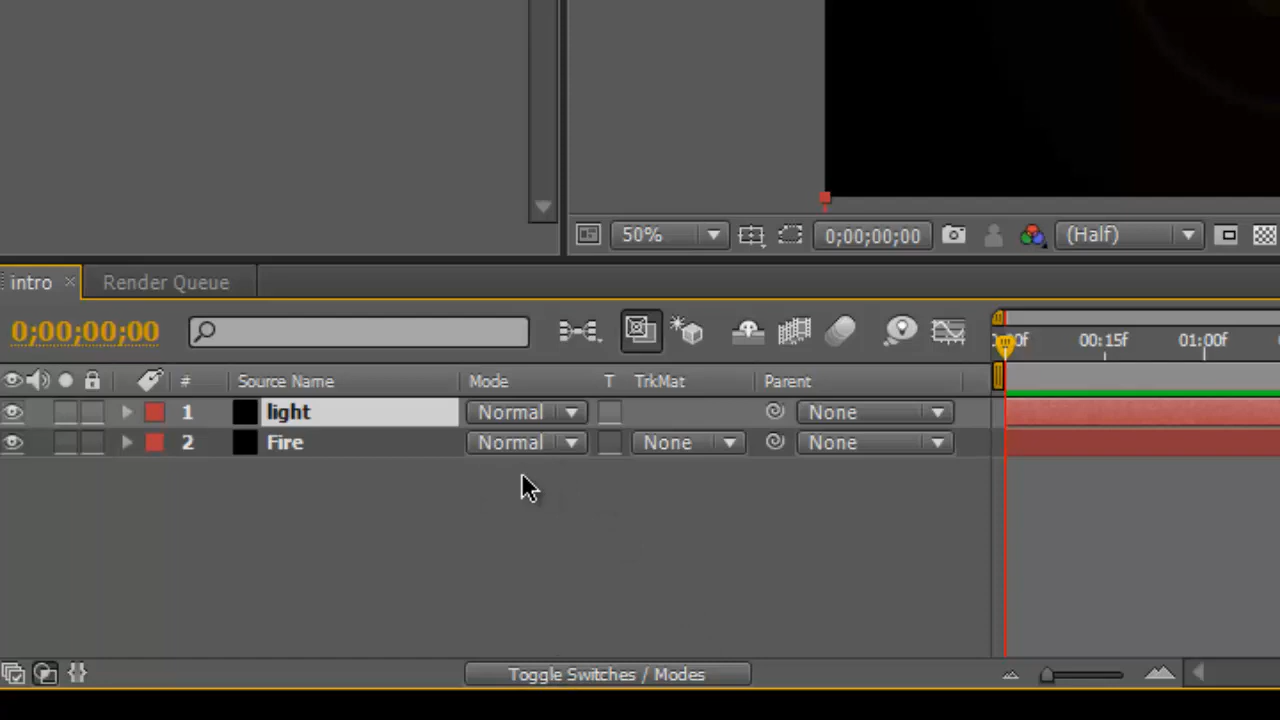 50% 0;00;00;00 (Half)
intro × Render Queue
0;00;00;00
00:15f 01:00f
# Source Name Mode T TrkMat Parent
1 light Normal None
2 Fire Normal None None
Toggle Switches / Modes